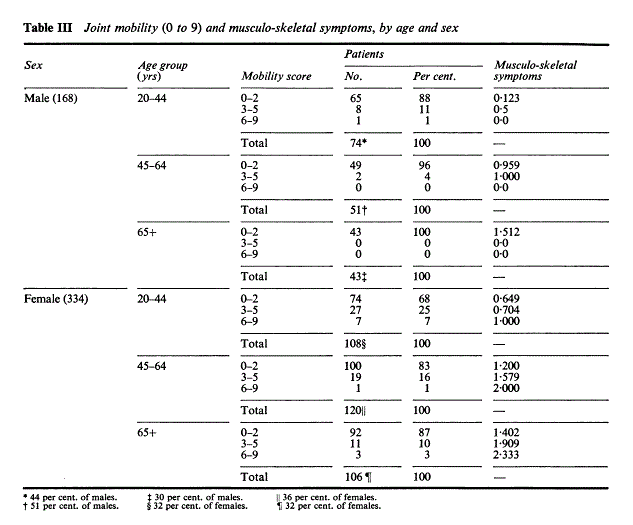 Table III Joint mobility (0 to 9) and musculo-skeletal symptoms, by age and sex
Patients
Sex Age group Musculo-skeletal
(yrs) Mobility score No. Per cent. symptoms
Male (168) 20–44 0–2 65 88 0·123
3–5 8 11 0·5
6–9 1 1 0·0
Total 74* 100 —
45–64 0–2 49 96 0·959
3–5 2 4 1·000
6–9 0 0 0·0
Total 51† 100 —
65+ 0–2 43 100 1·512
3–5 0 0 0·0
6–9 0 0 0·0
Total 43‡ 100 —
Female (334) 20–44 0–2 74 68 0·649
3–5 27 25 0·704
6–9 7 7 1·000
Total 108§ 100 —
45–64 0–2 100 83 1·200
3–5 19 16 1·579
6–9 1 1 2·000
Total 120|| 100 —
65+ 0–2 92 87 1·402
3–5 11 10 1·909
6–9 3 3 2·333
Total 106 ¶ 100 —
* 44 per cent. of males. ‡ 30 per cent. of males. || 36 per cent. of females.
† 51 per cent. of males. § 32 per cent. of females. ¶ 32 per cent. of females.